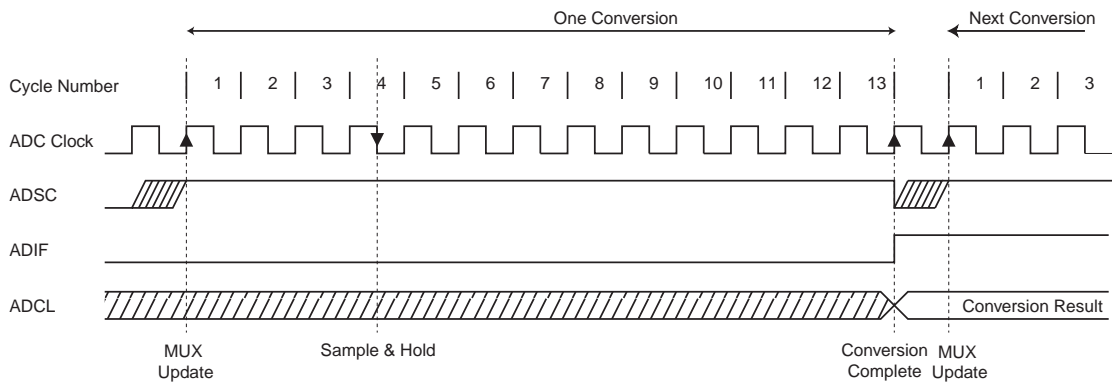 One Conversion Next Conversion
Cycle Number 1 2 3 4 5 6 7 8 9 10 11 12 13 1 2 3
ADC Clock
ADSC
ADIF
ADCL Conversion Result
MUX Sample & Hold Conversion MUX
Update Complete Update